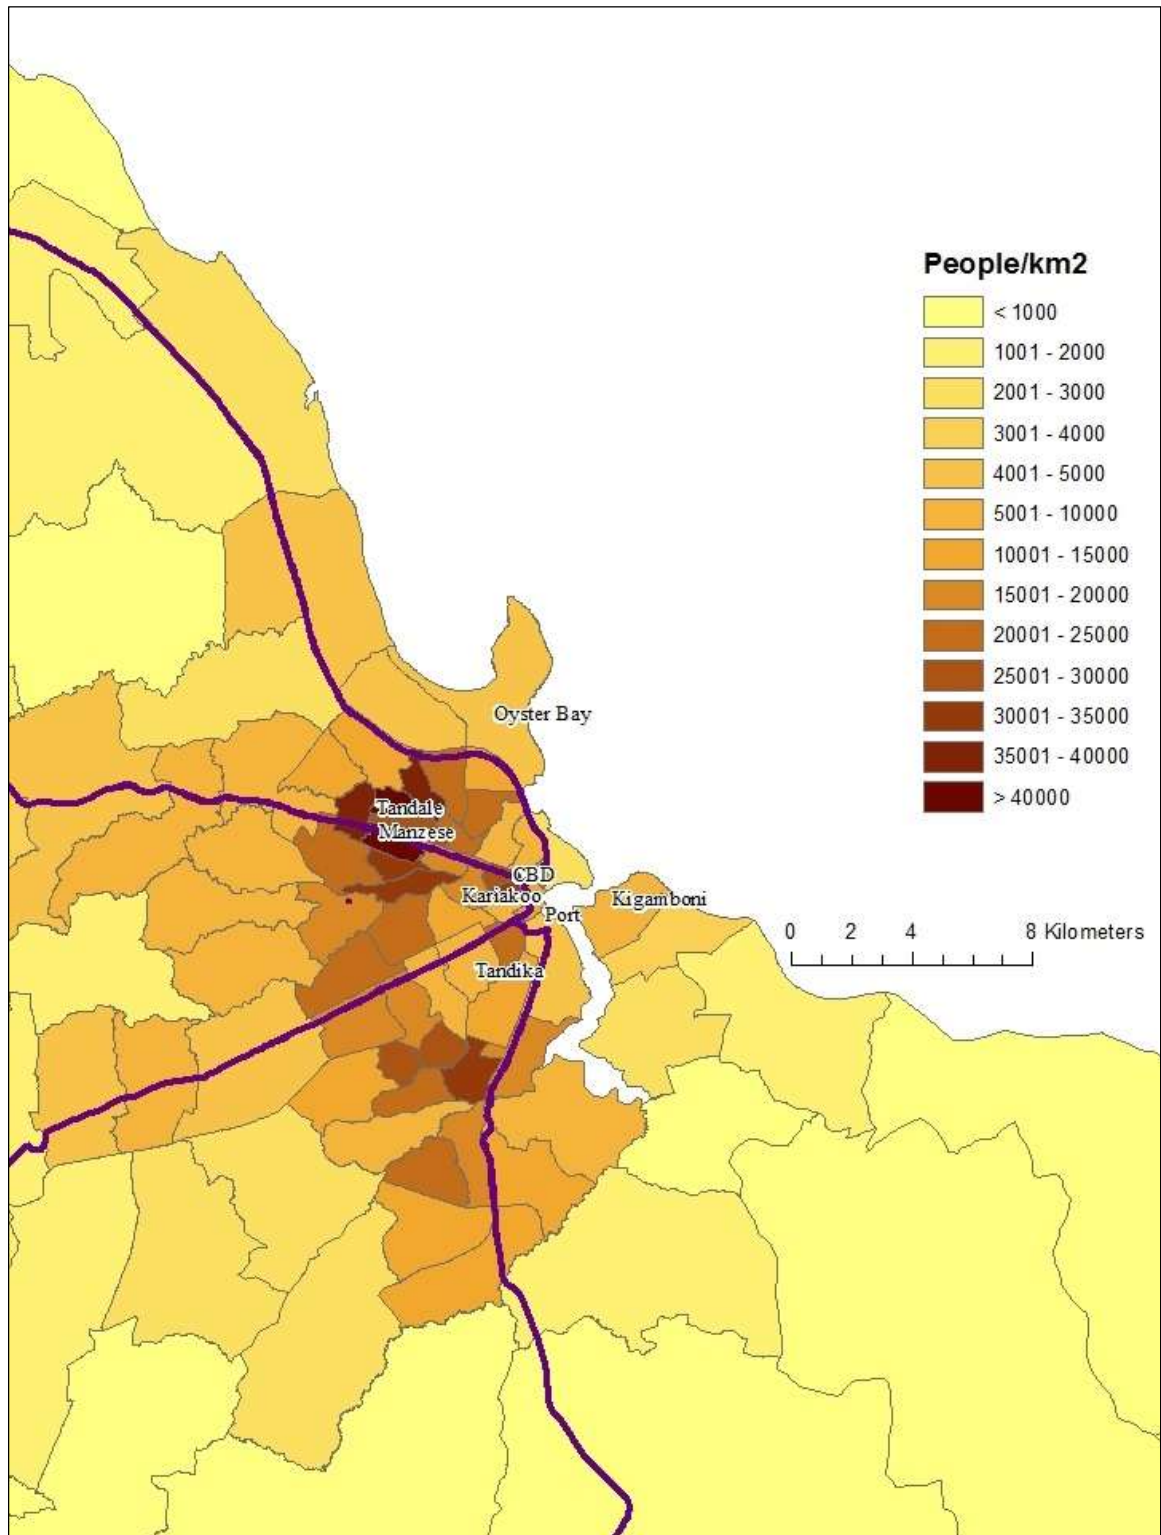 People/km2
< 1000
1001 - 2000
2001 - 3000
3001 - 4000
4001 - 5000
5001 - 10000
10001 - 15000
15001 - 20000
20001 - 25000
25001 - 30000
30001 - 35000
35001 - 40000
> 40000
Oyster Bay
Tandale
Manzese
CBD
Kariakoo
Kigamboni
Port
0 2 4 8 Kilometers
Tandika